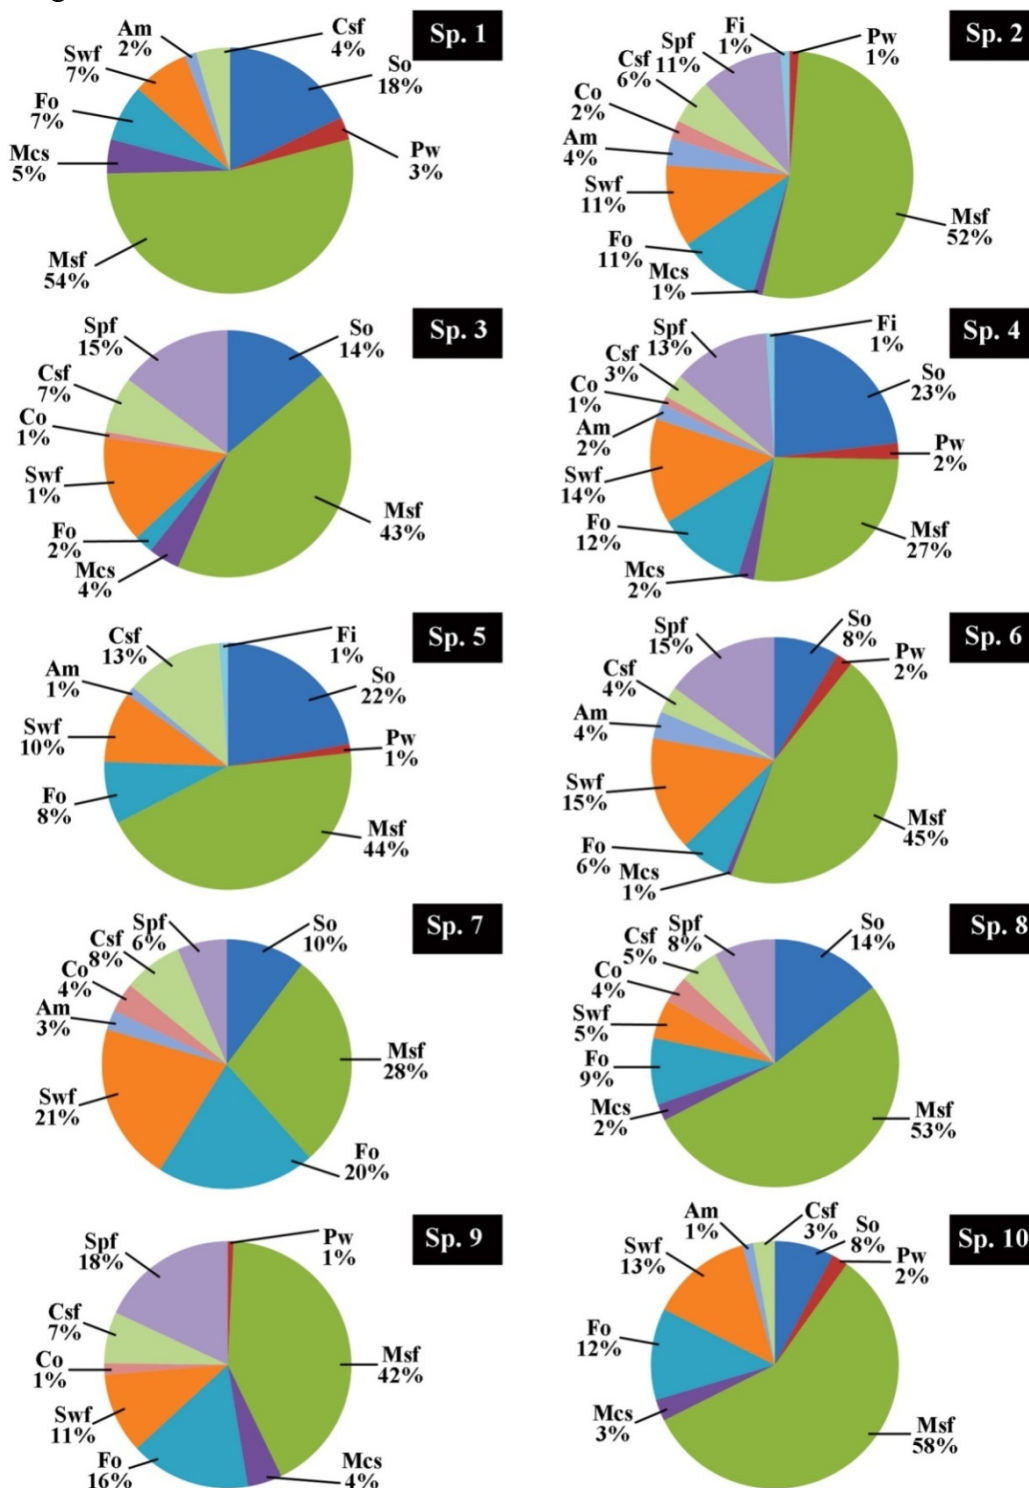 Sp. 1
Am
2%
Csf
4%
Swf
7%
So
18%
Fo
7%
Pw
3%
Mcs
5%
Msf
54%
Sp. 2
Fi
1%
Pw
1%
Spf
11%
Csf
6%
Co
2%
Am
4%
Swf
11%
Msf
52%
Fo
11%
Mcs
1%
Sp. 3
Spf
15%
So
14%
Csf
7%
Co
1%
Swf
1%
Msf
43%
Fo
2%
Mcs
4%
Sp. 4
Fi
1%
Spf
13%
So
23%
Csf
3%
Co
1%
Am
2%
Pw
2%
Swf
14%
Msf
27%
Fo
12%
Mcs
2%
Sp. 5
Csf
13%
Fi
1%
Am
1%
So
22%
Swf
10%
Pw
1%
Fo
8%
Msf
44%
Sp. 6
Spf
15%
So
8%
Pw
2%
Csf
4%
Am
4%
Swf
15%
Msf
45%
Fo
6%
Mcs
1%
Sp. 7
Spf
6%
So
10%
Csf
8%
Co
4%
Am
3%
Msf
28%
Swf
21%
Fo
20%
Sp. 8
Spf
8%
So
14%
Csf
5%
Co
4%
Swf
5%
Fo
9%
Mcs
2%
Msf
53%
Sp. 9
Spf
18%
Pw
1%
Csf
7%
Msf
42%
Co
1%
Swf
11%
Fo
16%
Mcs
4%
Sp. 10
Am
1%
Csf
3%
So
8%
Swf
13%
Pw
2%
Fo
12%
Mcs
3%
Msf
58%